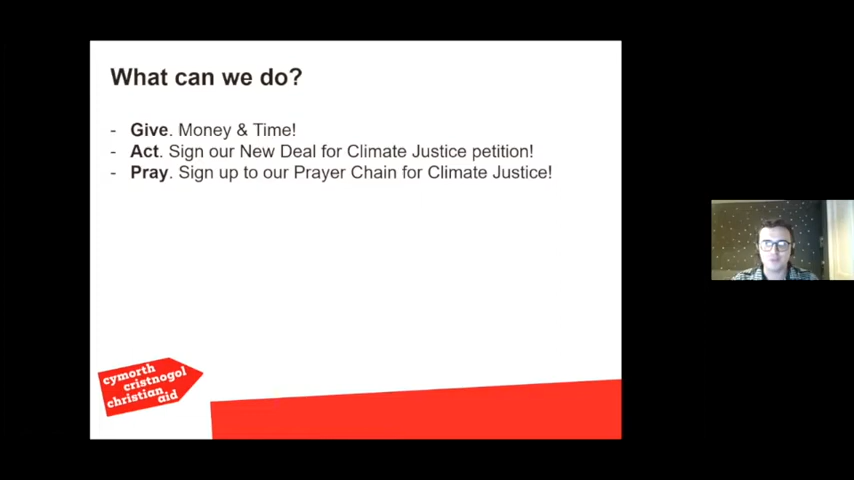 What can we do?
- Give. Money & Time!
- Act. Sign our New Deal for Climate Justice petition!
- Pray. Sign up to our Prayer Chain for Climate Justice!
cymorth
cristnogol
christian
aid